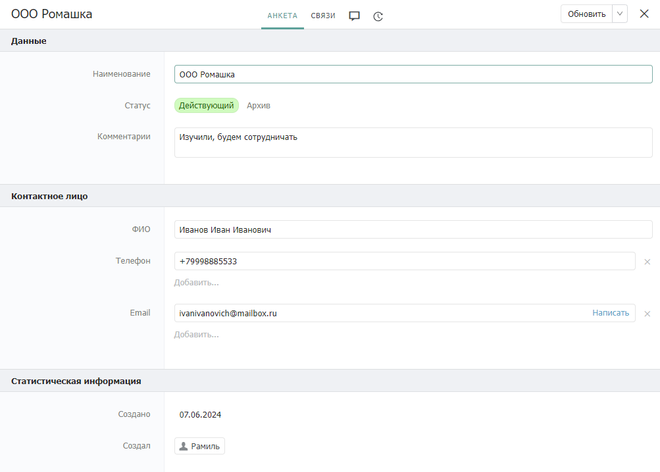 ООО Ромашка
АНКЕТА СВЯЗИ Обновить
Данные
Наименование ООО Ромашка
Статус Действующий Архив
Комментарии Изучили, будем сотрудничать
Контактное лицо
ФИО Иванов Иван Иванович
Телефон +79998885533
Добавить...
Email ivanivanovich@mailbox.ru Написать
Добавить...
Статистическая информация
Создано 07.06.2024
Создал Рамиль